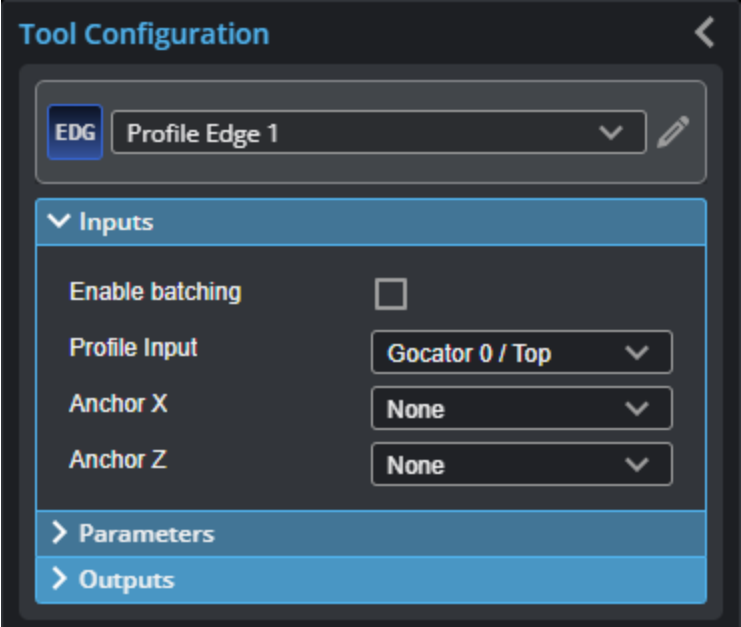 Tool Configuration
EDG Profile Edge 1
Inputs
Enable batching
Profile Input Gocator 0 / Top
Anchor X None
Anchor Z None
Parameters
Outputs